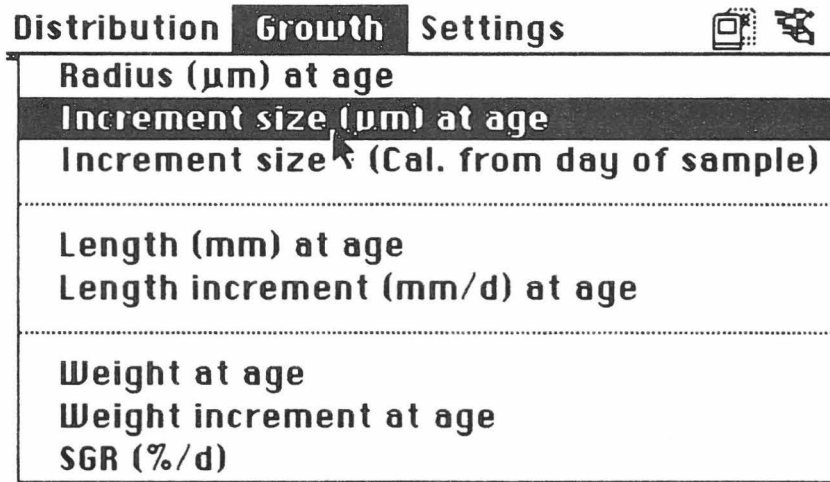 Distribution Growth Settings
Radius (µm) at age
Increment size (µm) at age
Increment size (Cal. from day of sample)
Length (mm) at age
Length increment (mm/d) at age
Weight at age
Weight increment at age
SGR (%/d)